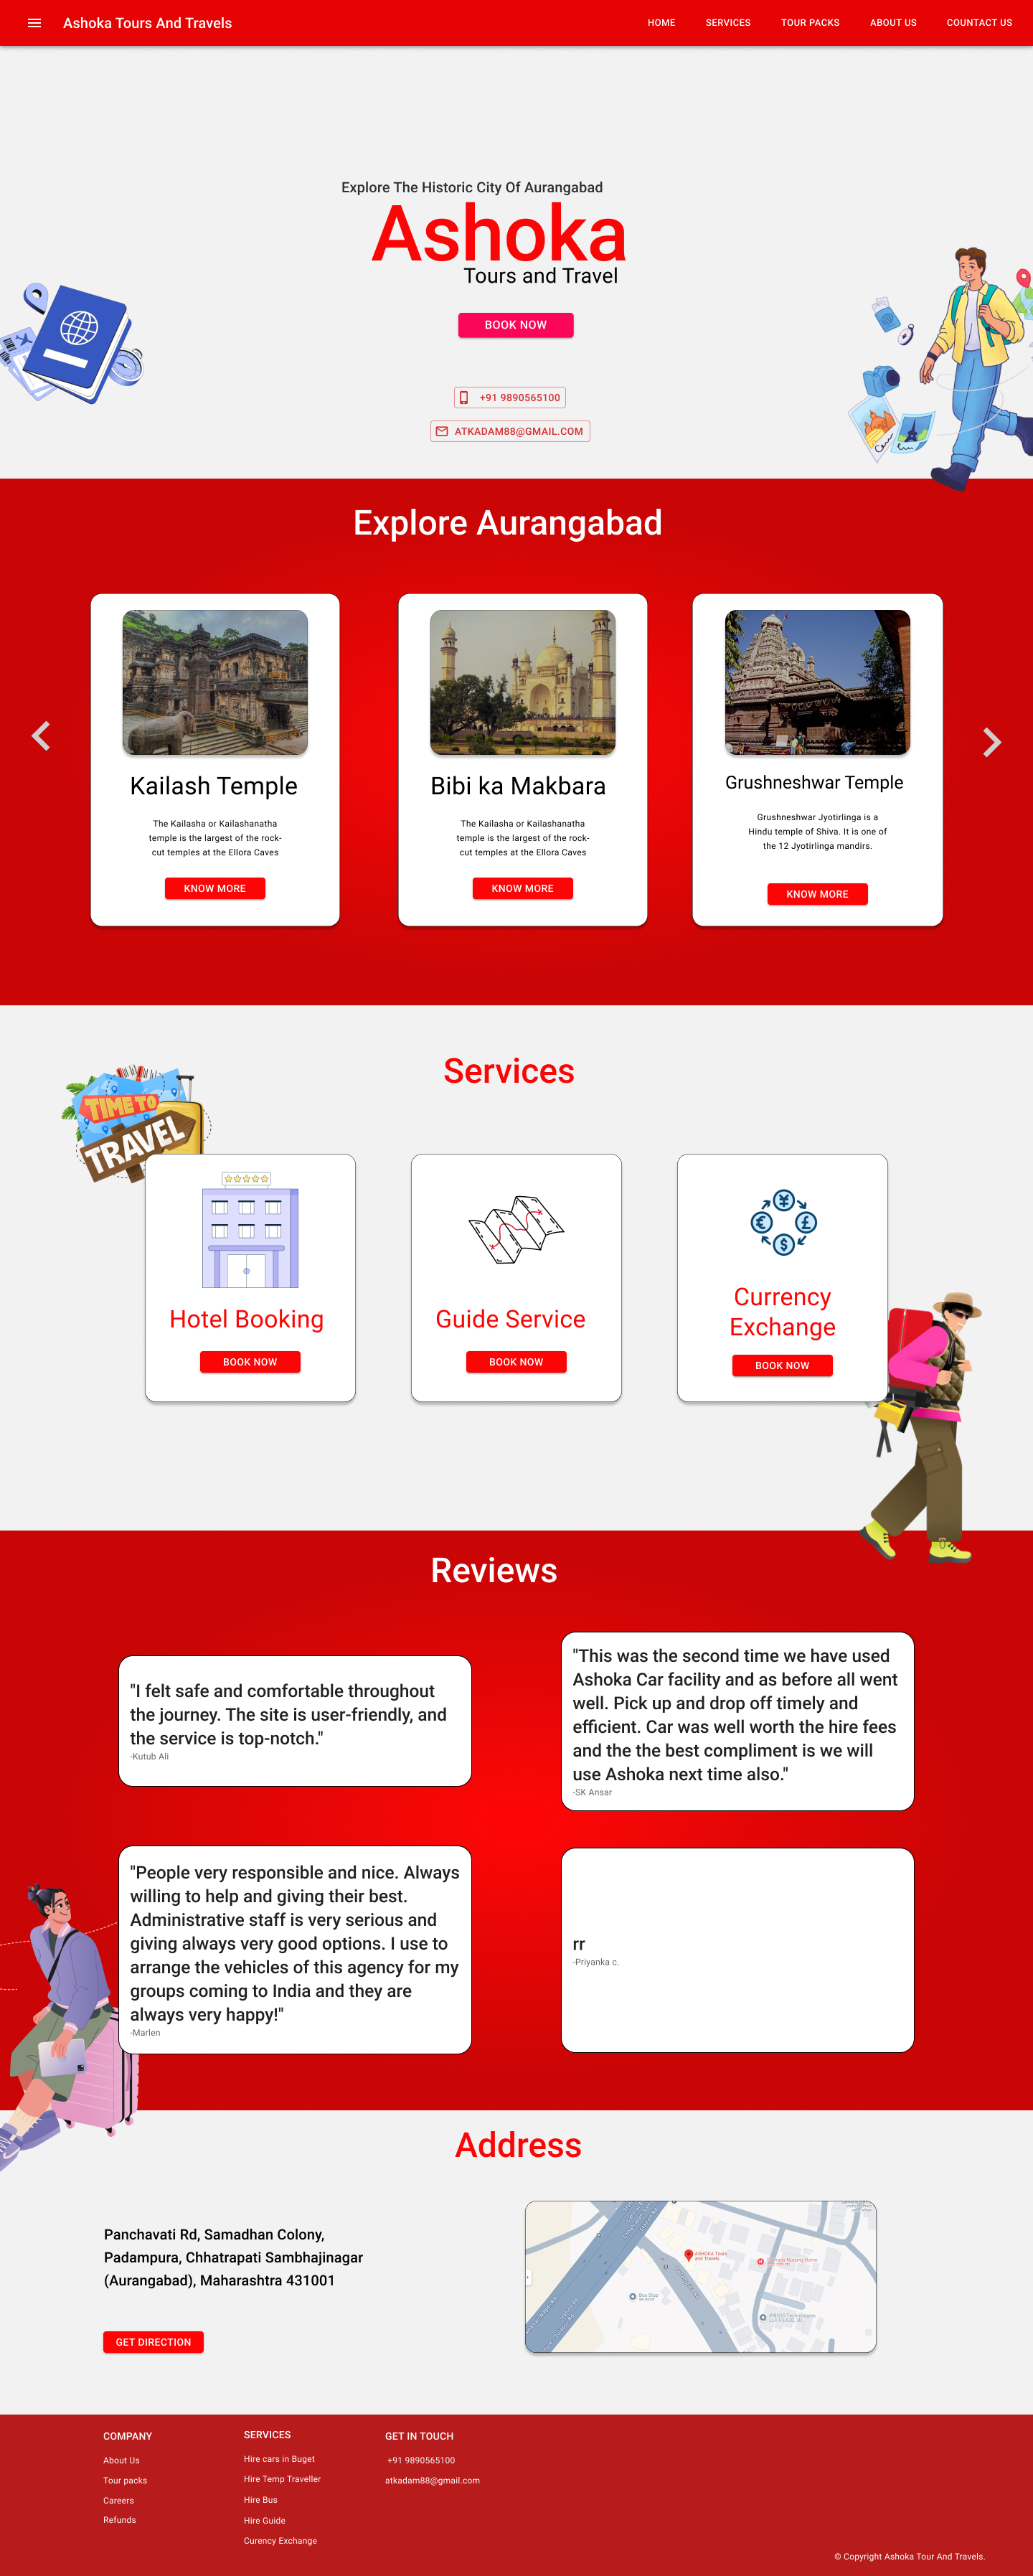 Ashoka Tours And Travels
HOME
SERVICES
TOUR PACKS
ABOUT US
COUNTACT US
Explore The Historic City Of Aurangabad
Ashoka
Tours and Travel
BOOK NOW
+91 9890565100
ATKADAM88@GMAIL.COM
Explore Aurangabad
Kailash Temple
The Kailasha or Kailashanatha
temple is the largest of the rock-
cut temples at the Ellora Caves
KNOW MORE
Bibi ka Makbara
The Kailasha or Kailashanatha
temple is the largest of the rock-
cut temples at the Ellora Caves
KNOW MORE
Grushneshwar Temple
Grushneshwar Jyotirlinga is a
Hindu temple of Shiva. It is one of
the 12 Jyotirlinga mandirs.
KNOW MORE
Services
TIME TO
TRAVEL
Hotel Booking
BOOK NOW
Guide Service
BOOK NOW
Currency
Exchange
BOOK NOW
Reviews
"I felt safe and comfortable throughout
the journey. The site is user-friendly, and
the service is top-notch."
-Kutub Ali
"This was the second time we have used
Ashoka Car facility and as before all went
well. Pick up and drop off timely and
efficient. Car was well worth the hire fees
and the the best compliment is we will
use Ashoka next time also."
-SK Ansar
"People very responsible and nice. Always
willing to help and giving their best.
Administrative staff is very serious and
giving always very good options. I use to
arrange the vehicles of this agency for my
groups coming to India and they are
always very happy!"
-Marlen
rr
-Priyanka c.
Address
Panchavati Rd, Samadhan Colony,
Padampura, Chhatrapati Sambhajinagar
(Aurangabad), Maharashtra 431001
GET DIRECTION
ASHOKA Tours
and Travels
Nursing Home
Bus Stop
COMPANY
About Us
Tour packs
Careers
Refunds
SERVICES
Hire cars in Buget
Hire Temp Traveller
Hire Bus
Hire Guide
Curency Exchange
GET IN TOUCH
+91 9890565100
atkadam88@gmail.com
© Copyright Ashoka Tour And Travels.